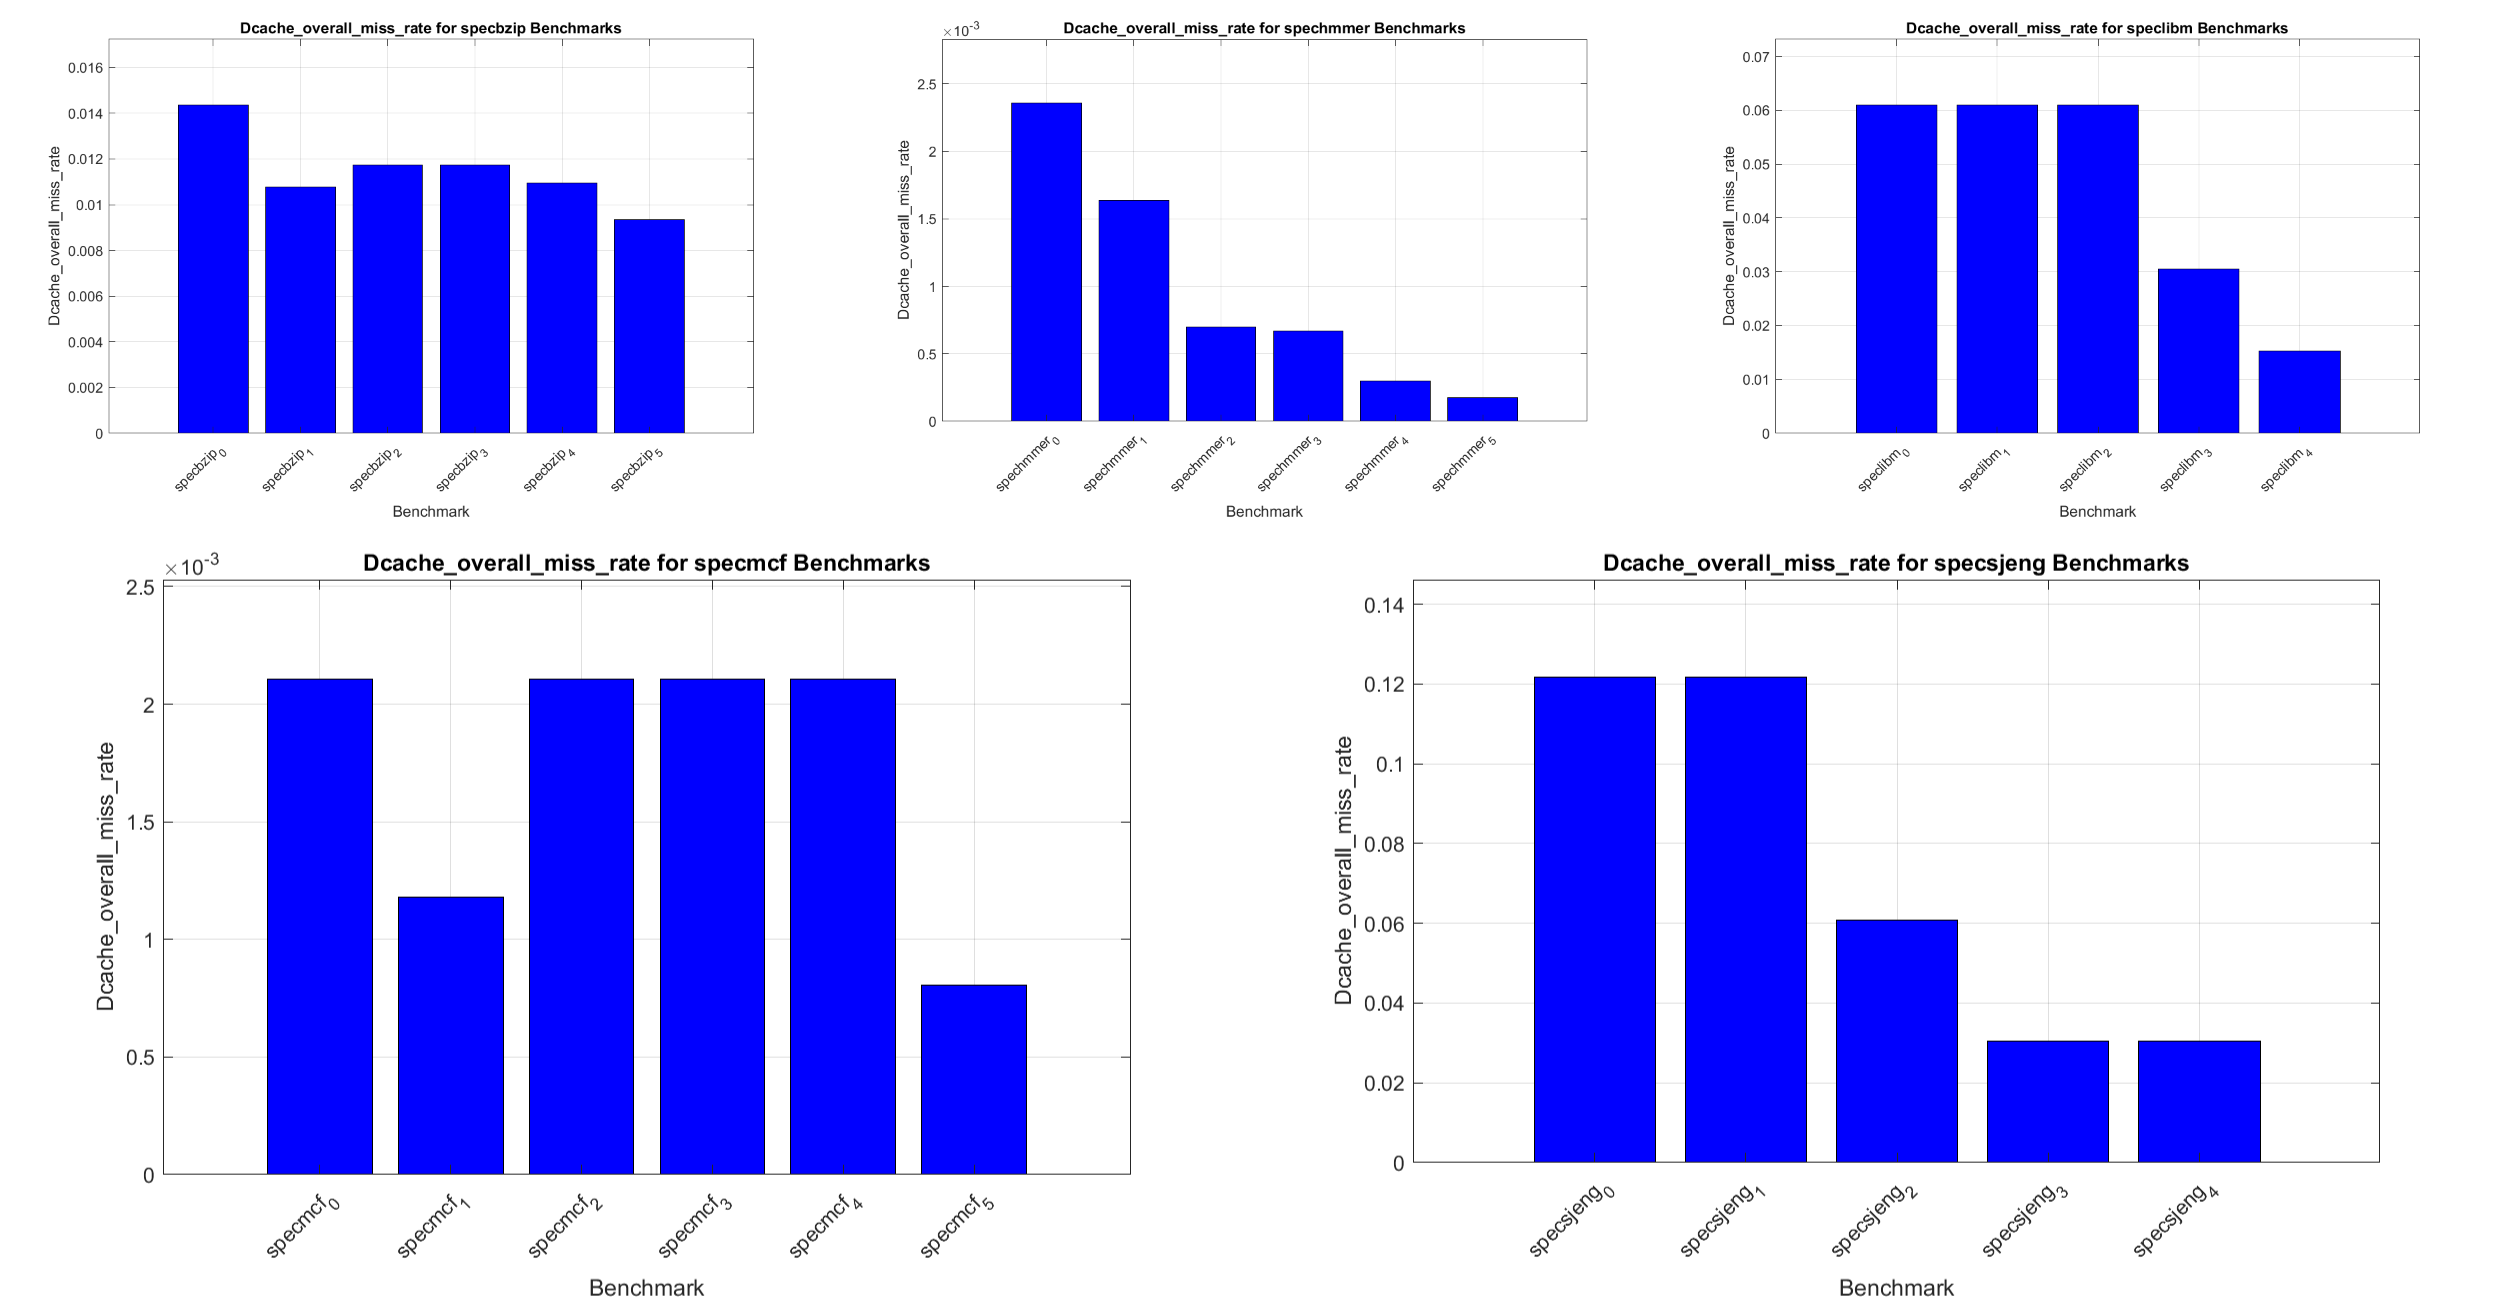 Dcache_overall_miss_rate for specbzip Benchmarks
Dcache_overall_miss_rate
0.016
0.014
0.012
0.01
0.008
0.006
0.004
0.002
0
specbzip₀
specbzip₁
specbzip₂
specbzip₃
specbzip₄
specbzip₅
Benchmark
×10⁻³
Dcache_overall_miss_rate for spechmmer Benchmarks
Dcache_overall_miss_rate
2.5
2
1.5
1
0.5
0
spechmmer₀
spechmmer₁
spechmmer₂
spechmmer₃
spechmmer₄
spechmmer₅
Benchmark
Dcache_overall_miss_rate for speclibm Benchmarks
Dcache_overall_miss_rate
0.07
0.06
0.05
0.04
0.03
0.02
0.01
0
speclibm₀
speclibm₁
speclibm₂
speclibm₃
speclibm₄
Benchmark
×10⁻³
Dcache_overall_miss_rate for specmcf Benchmarks
Dcache_overall_miss_rate
2.5
2
1.5
1
0.5
0
specmcf₀
specmcf₁
specmcf₂
specmcf₃
specmcf₄
specmcf₅
Benchmark
Dcache_overall_miss_rate for specsjeng Benchmarks
Dcache_overall_miss_rate
0.14
0.12
0.1
0.08
0.06
0.04
0.02
0
specsjeng₀
specsjeng₁
specsjeng₂
specsjeng₃
specsjeng₄
Benchmark